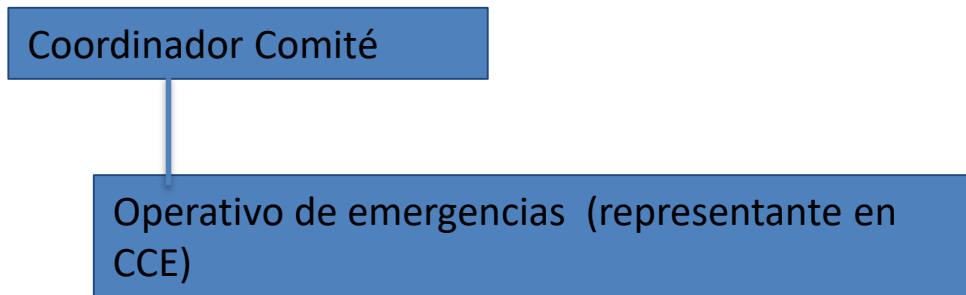 Coordinador Comité
Operativo de emergencias  (representante en
CCE)